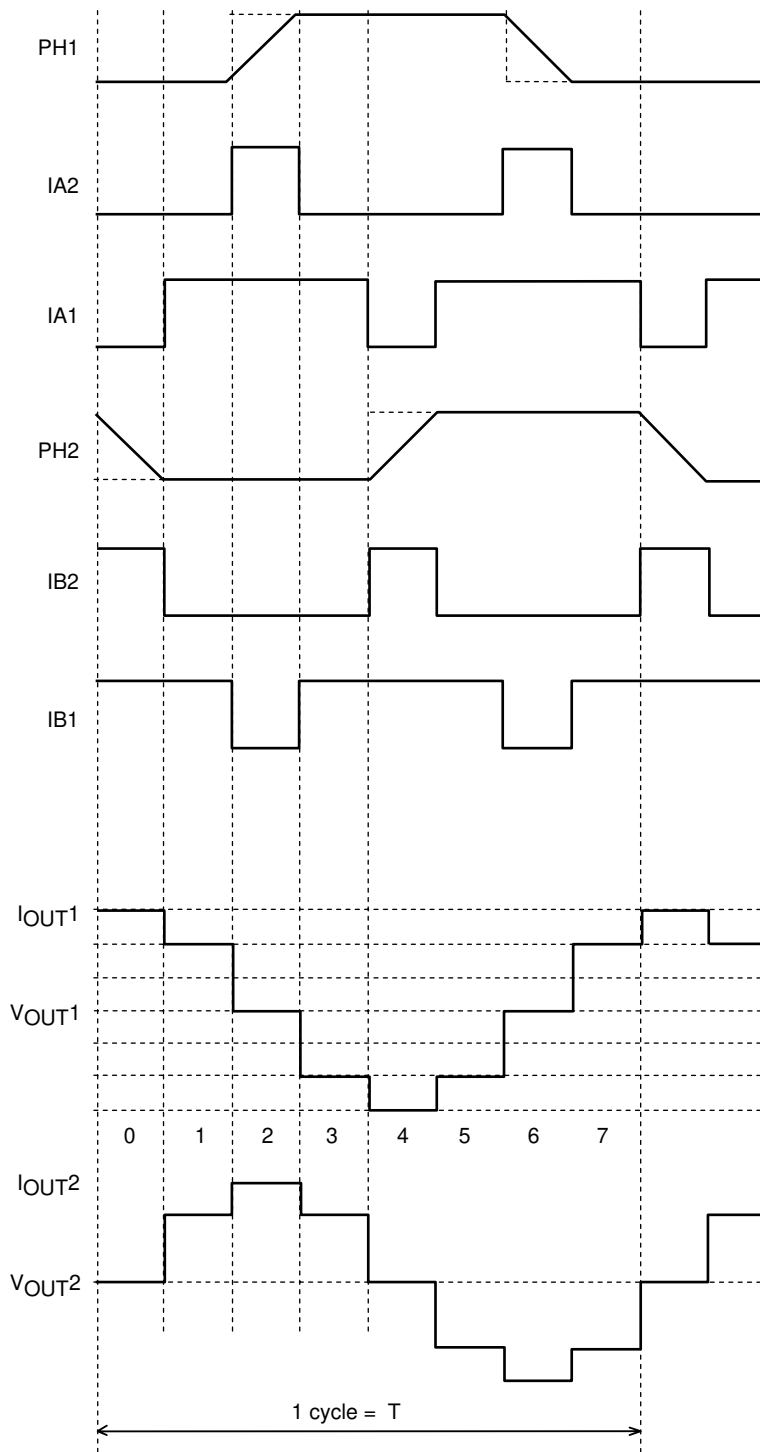 PH1
IA2
IA1
PH2
IB2
IB1
IOUT1
VOUT1
0 1 2 3 4 5 6 7
IOUT2
VOUT2
1 cycle = T